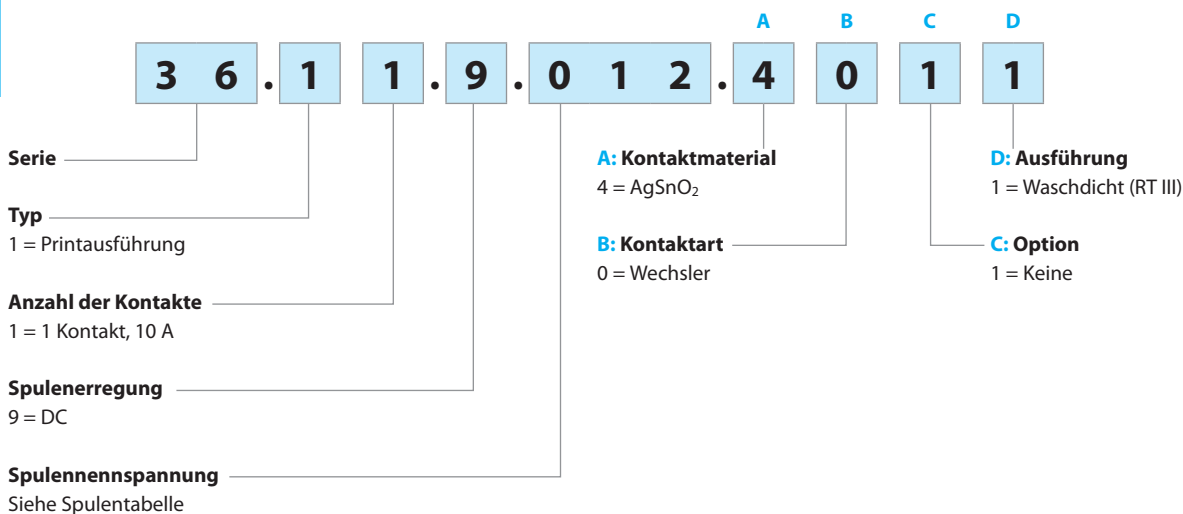 A B C D
3 6 . 1 1 . 9 . 0 1 2 . 4 0 1 1
Serie
Typ
1 = Printausführung
Anzahl der Kontakte
1 = 1 Kontakt, 10 A
Spulenerregung
9 = DC
Spulennennspannung
Siehe Spulentabelle
A: Kontaktmaterial
4 = AgSnO₂
B: Kontaktart
0 = Wechsler
D: Ausführung
1 = Waschdicht (RT III)
C: Option
1 = Keine